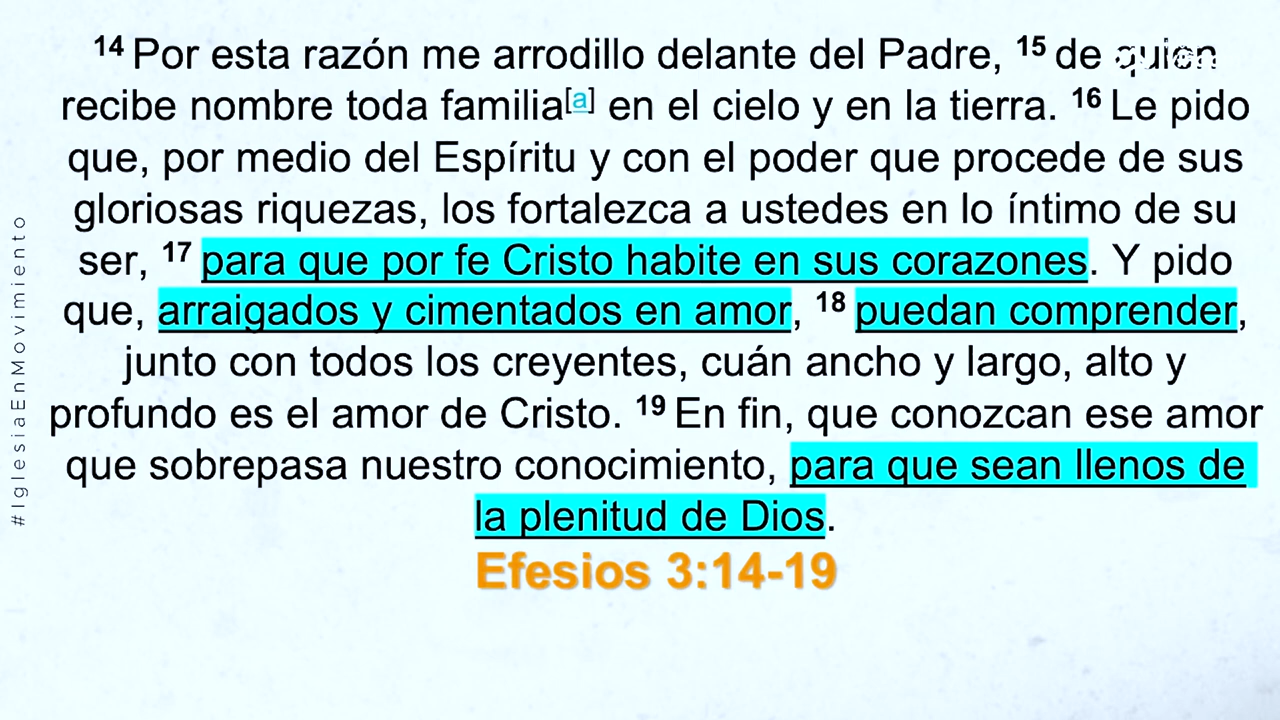 14 Por esta razón me arrodillo delante del Padre, 15 de quien
recibe nombre toda familia[a] en el cielo y en la tierra. 16 Le pido
que, por medio del Espíritu y con el poder que procede de sus
gloriosas riquezas, los fortalezca a ustedes en lo íntimo de su
ser, 17 para que por fe Cristo habite en sus corazones. Y pido
que, arraigados y cimentados en amor, 18 puedan comprender,
junto con todos los creyentes, cuán ancho y largo, alto y
profundo es el amor de Cristo. 19 En fin, que conozcan ese amor
que sobrepasa nuestro conocimiento, para que sean llenos de
la plenitud de Dios.
Efesios 3:14-19
#IglesiaEnMovimiento